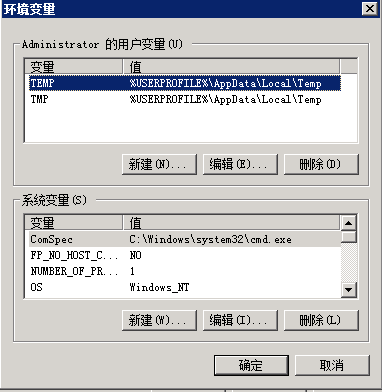 环境变量
Administrator 的用户变量(U)
变量 值
TEMP %USERPROFILE%\AppData\Local\Temp
TMP %USERPROFILE%\AppData\Local\Temp
新建(N)... 编辑(E)... 删除(D)
系统变量(S)
变量 值
ComSpec C:\Windows\system32\cmd.exe
FP_NO_HOST_C... NO
NUMBER_OF_PR... 1
OS Windows_NT
新建(W)... 编辑(I)... 删除(L)
确定 取消